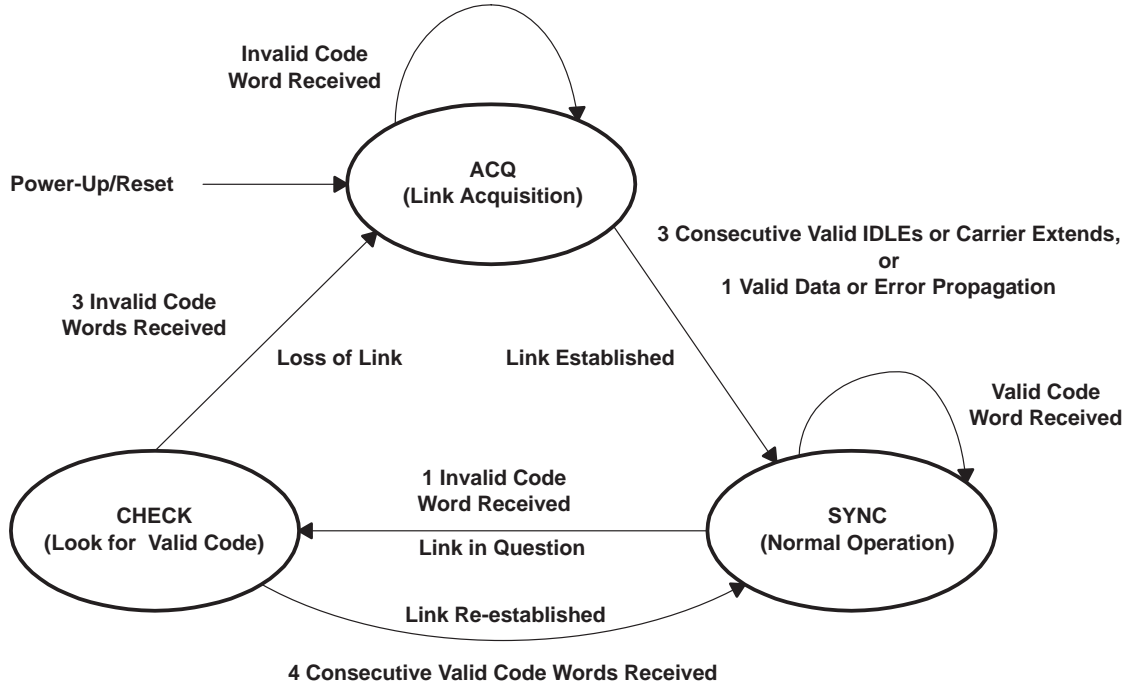 Invalid Code
Word Received
ACQ
(Link Acquisition)
Power-Up/Reset
3 Consecutive Valid IDLEs or Carrier Extends,
or
1 Valid Data or Error Propagation
3 Invalid Code
Words Received
Loss of Link
Link Established
Valid Code
Word Received
1 Invalid Code
Word Received
CHECK
(Look for Valid Code)
SYNC
(Normal Operation)
Link in Question
Link Re-established
4 Consecutive Valid Code Words Received